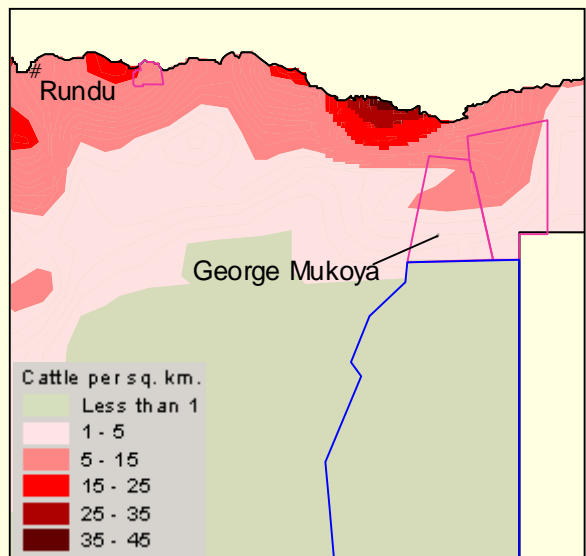 #
Rundu
George Mukoya
Cattle per sq. km.
Less than 1
1 - 5
5 - 15
15 - 25
25 - 35
35 - 45